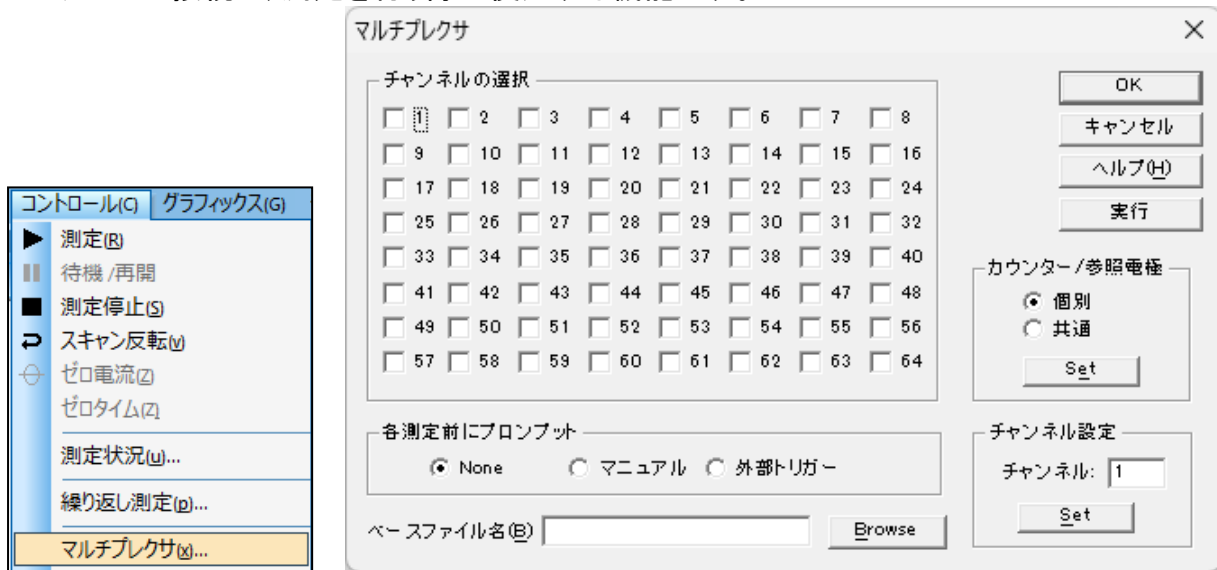 マルチプレクサ
チャンネルの選択
1 2 3 4 5 6 7 8
9 10 11 12 13 14 15 16
17 18 19 20 21 22 23 24
25 26 27 28 29 30 31 32
33 34 35 36 37 38 39 40
41 42 43 44 45 46 47 48
49 50 51 52 53 54 55 56
57 58 59 60 61 62 63 64
OK
キャンセル
ヘルプ(H)
実行
カウンター/参照電極
個別
共通
Set
各測定前にプロンプト
None マニュアル 外部トリガー
チャンネル設定
チャンネル: 1
Set
ベースファイル名(B)
Browse
コントロール(C) グラフィックス(G)
測定(R)
待機/再開
測定停止(S)
スキャン反転(v)
ゼロ電流(Z)
ゼロタイム(Z)
測定状況(u)...
繰り返し測定(p)...
マルチプレクサ(x)...